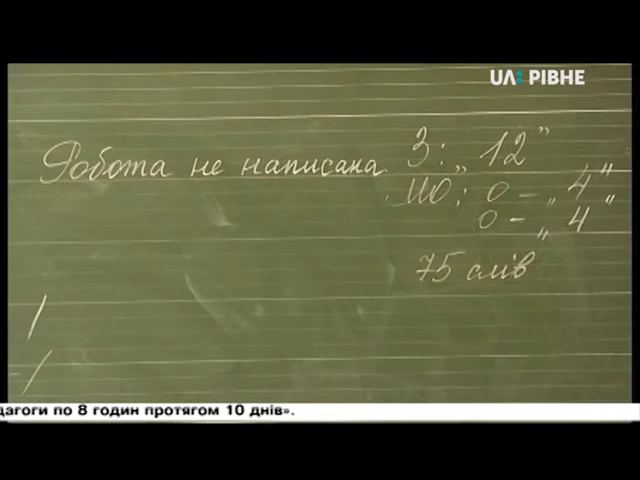 UA: РІВНЕ
Робота не написана.
З: „12”
МО: 0 – „4”
0 – „4”
75 слів
дагоги по 8 годин протягом 10 днів».